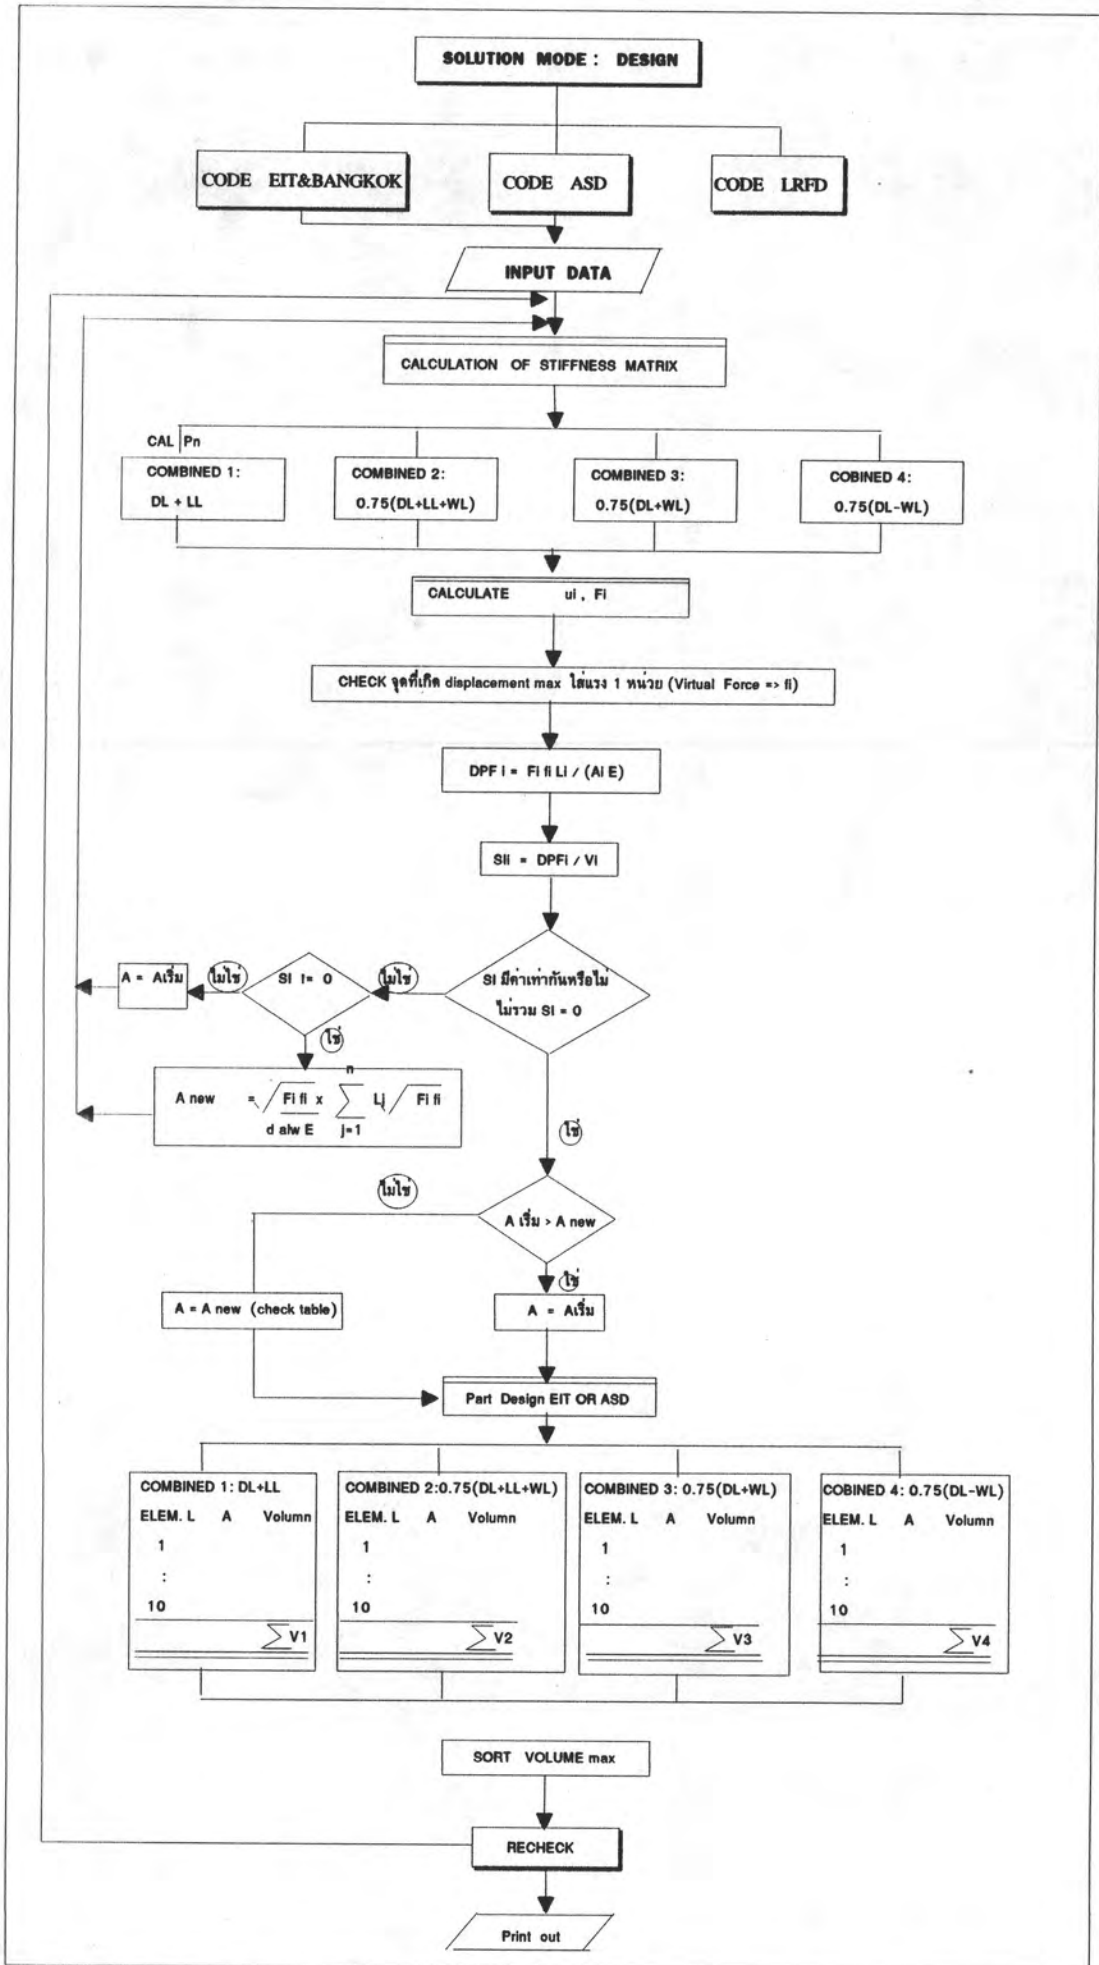 SOLUTION MODE : DESIGN
CODE EIT&BANGKOK
CODE ASD
CODE LRFD
INPUT DATA
CALCULATION OF STIFFNESS MATRIX
CAL Pn
COMBINED 1:
DL + LL
COMBINED 2:
0.75(DL+LL+WL)
COMBINED 3:
0.75(DL+WL)
COBINED 4:
0.75(DL-WL)
CALCULATE ui , Fi
CHECK จุดที่เกิด displacement max ใส่แรง 1 หน่วย (Virtual Force => fi)
DPF i = Fi fi Li / (Ai E)
SIi = DPFi / Vi
SI มีค่าเท่ากันหรือไม่
ไม่รวม SI = 0
ไม่ใช่
SI != 0
ไม่ใช่
A = Aเริ่ม
ใช่
A new = √ Fi fi x ∑ Lj √ Fi fi
n
d alw E j=1
ใช่
ไม่ใช่
A เริ่ม > A new
ใช่
A = A new (check table)
A = Aเริ่ม
Part Design EIT OR ASD
COMBINED 1: DL+LL
ELEM. L A Volumn
1
:
10
∑ V1
COMBINED 2:0.75(DL+LL+WL)
ELEM. L A Volumn
1
:
10
∑ V2
COMBINED 3: 0.75(DL+WL)
ELEM. L A Volumn
1
:
10
∑ V3
COBINED 4: 0.75(DL-WL)
ELEM. L A Volumn
1
:
10
∑ V4
SORT VOLUME max
RECHECK
Print out